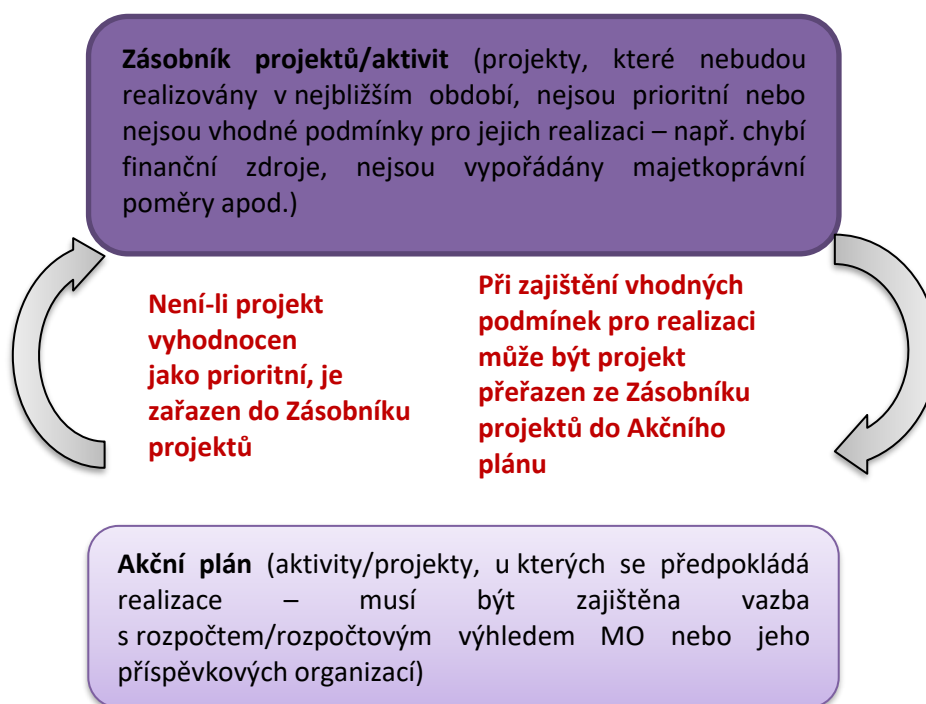 Zásobník projektů/aktivit (projekty, které nebudou
realizovány v nejbližším období, nejsou prioritní nebo
nejsou vhodné podmínky pro jejich realizaci – např. chybí
finanční zdroje, nejsou vypořádány majetkoprávní
poměry apod.)
Není-li projekt
vyhodnocen
jako prioritní, je
zařazen do Zásobníku
projektů
Při zajištění vhodných
podmínek pro realizaci
může být projekt
přeřazen ze Zásobníku
projektů do Akčního
plánu
Akční plán (aktivity/projekty, u kterých se předpokládá
realizace – musí být zajištěna vazba
s rozpočtem/rozpočtovým výhledem MO nebo jeho
příspěvkových organizací)